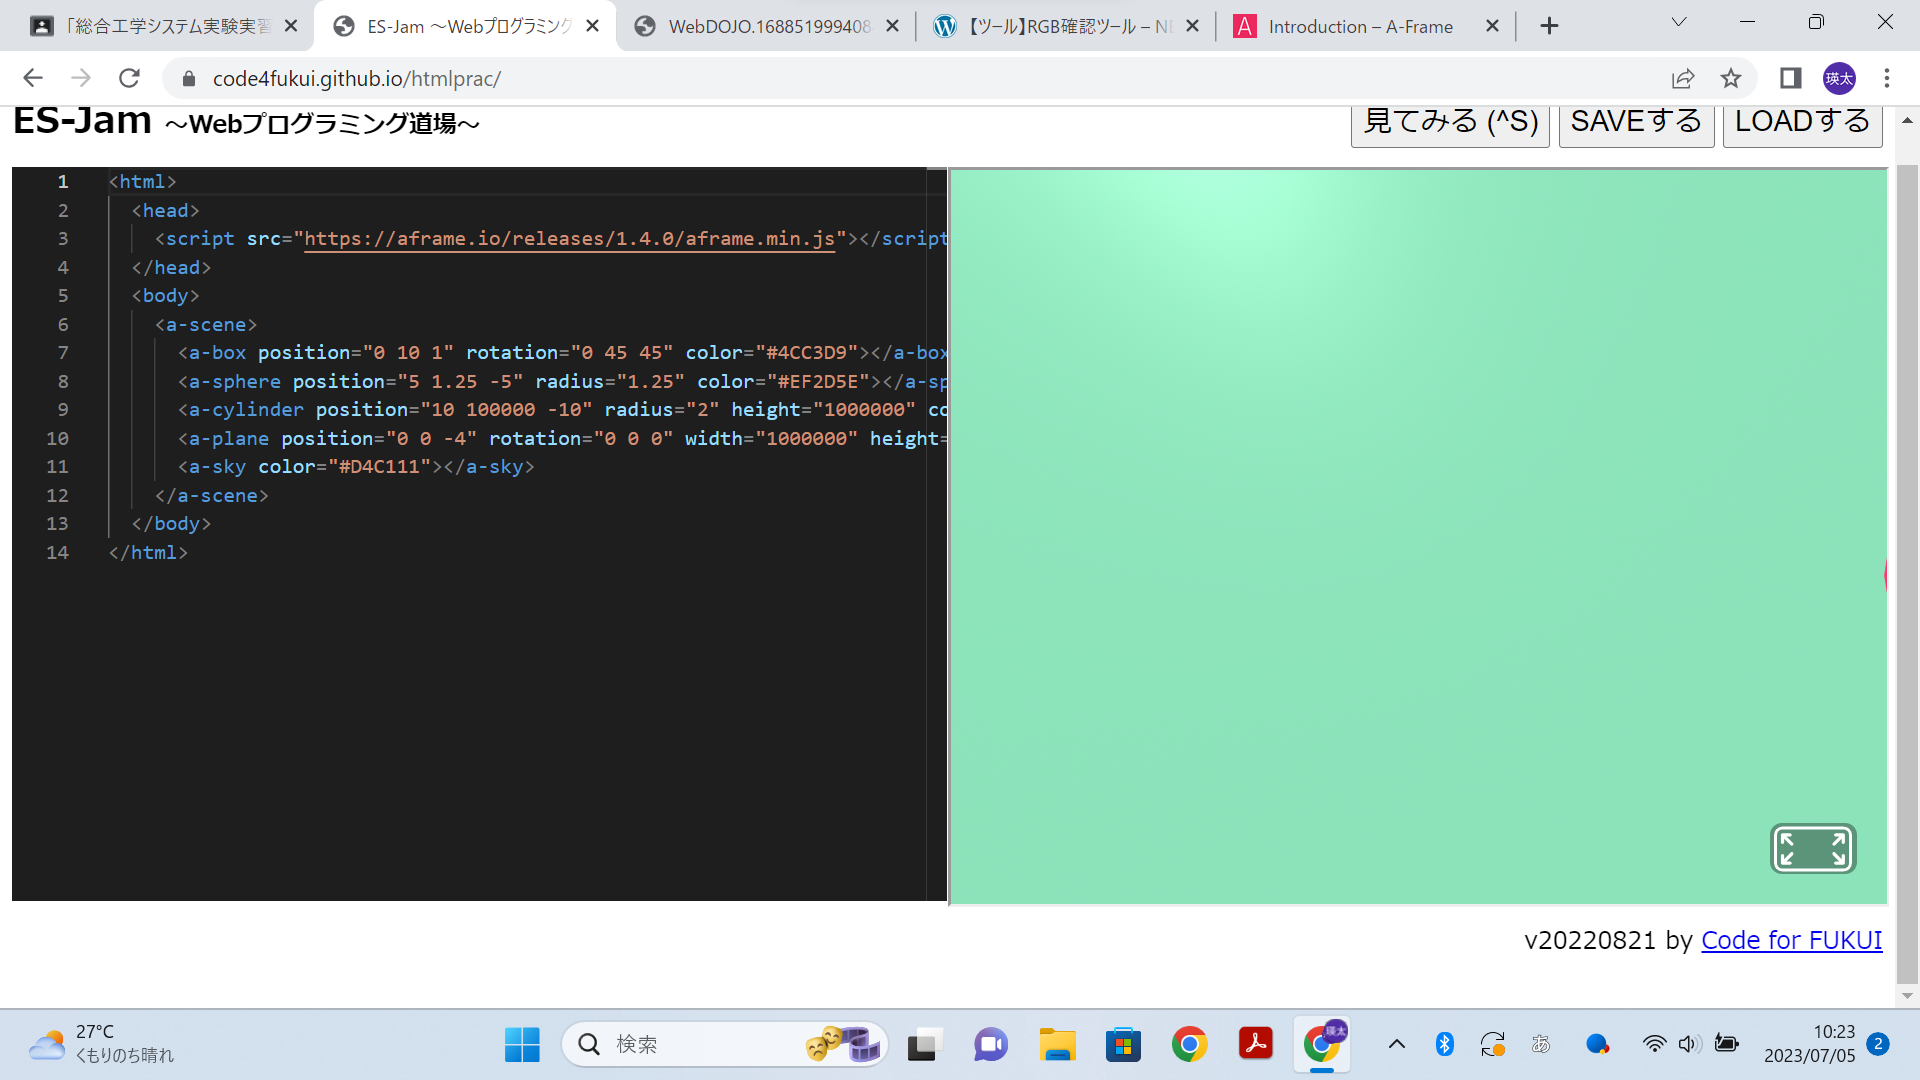 「総合工学システム実験実習
ES-Jam ～Webプログラミング
WebDOJO.168851999408
【ツール】RGB確認ツール – NE
Introduction – A-Frame
code4fukui.github.io/htmlprac/
瑛太
ES-Jam ～Webプログラミング道場～
見てみる (^S)
SAVEする
LOADする
1 <html>
2 <head>
3 <script src="https://aframe.io/releases/1.4.0/aframe.min.js"></script
4 </head>
5 <body>
6 <a-scene>
7 <a-box position="0 10 1" rotation="0 45 45" color="#4CC3D9"></a-box
8 <a-sphere position="5 1.25 -5" radius="1.25" color="#EF2D5E"></a-sp
9 <a-cylinder position="10 100000 -10" radius="2" height="1000000" co
10 <a-plane position="0 0 -4" rotation="0 0 0" width="1000000" height=
11 <a-sky color="#D4C111"></a-sky>
12 </a-scene>
13 </body>
14 </html>
v20220821 by Code for FUKUI
27°C
くもりのち晴れ
検索
瑛太
あ
10:23
2023/07/05
2